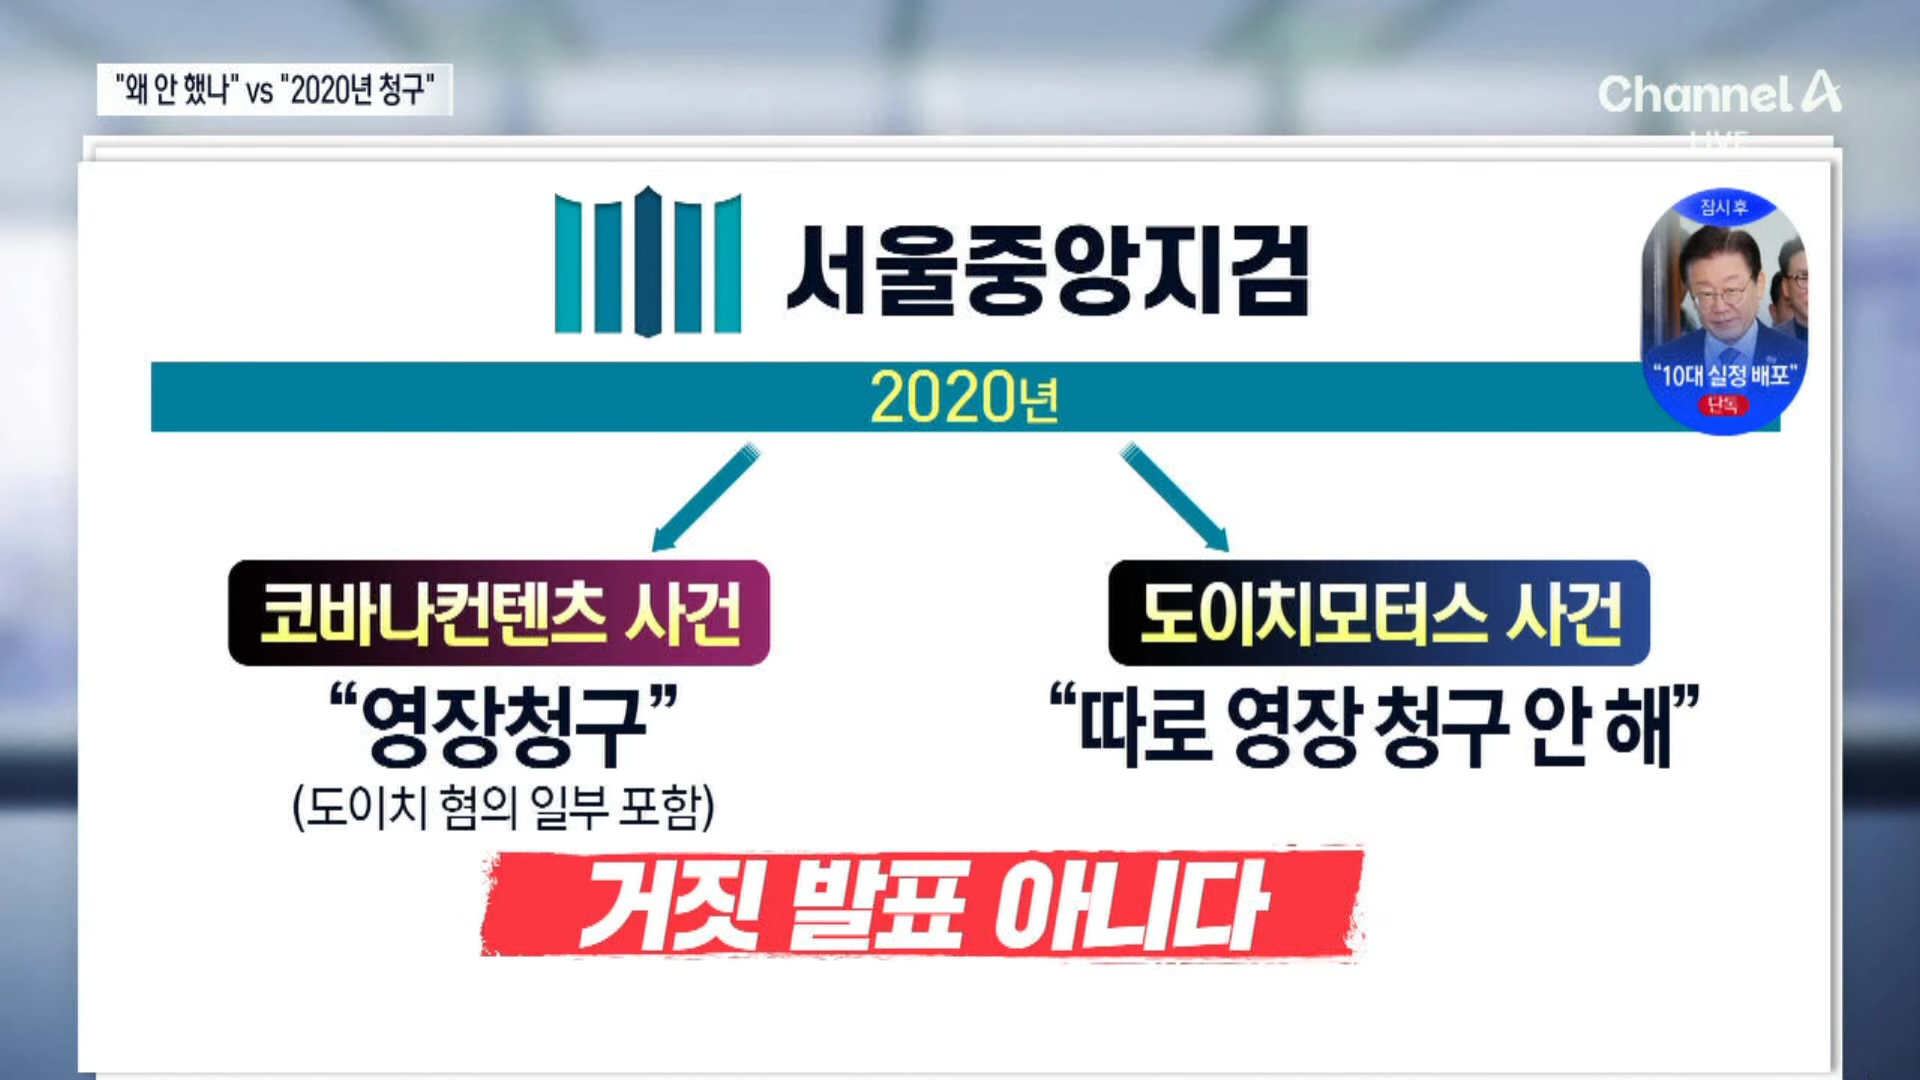 "왜 안 했나" vs "2020년 청구"
Channel A
LIVE
서울중앙지검
잠시 후
"10대 실정 배포"
단독
2020년
코바나컨텐츠 사건
도이치모터스 사건
“영장청구”
“따로 영장 청구 안 해”
(도이치 혐의 일부 포함)
거짓 발표 아니다